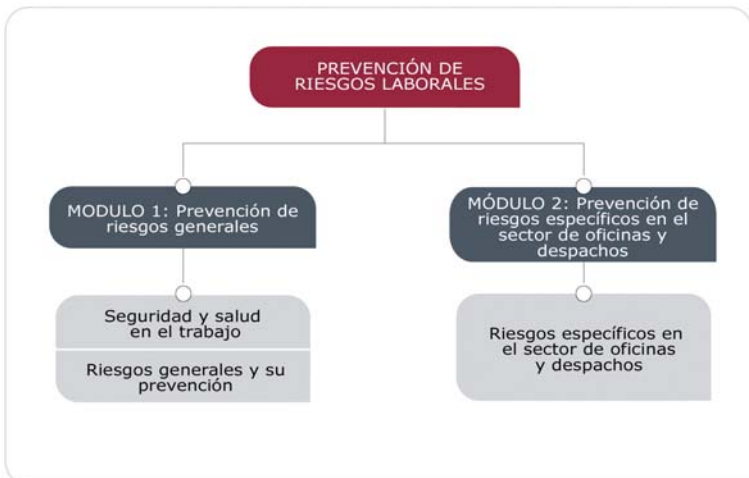 PREVENCIÓN DE
RIESGOS LABORALES
MODULO 1: Prevención de
riesgos generales
MÓDULO 2: Prevención de
riesgos específicos en el
sector de oficinas y
despachos
Seguridad y salud
en el trabajo
Riesgos generales y su
prevención
Riesgos específicos en
el sector de oficinas
y despachos